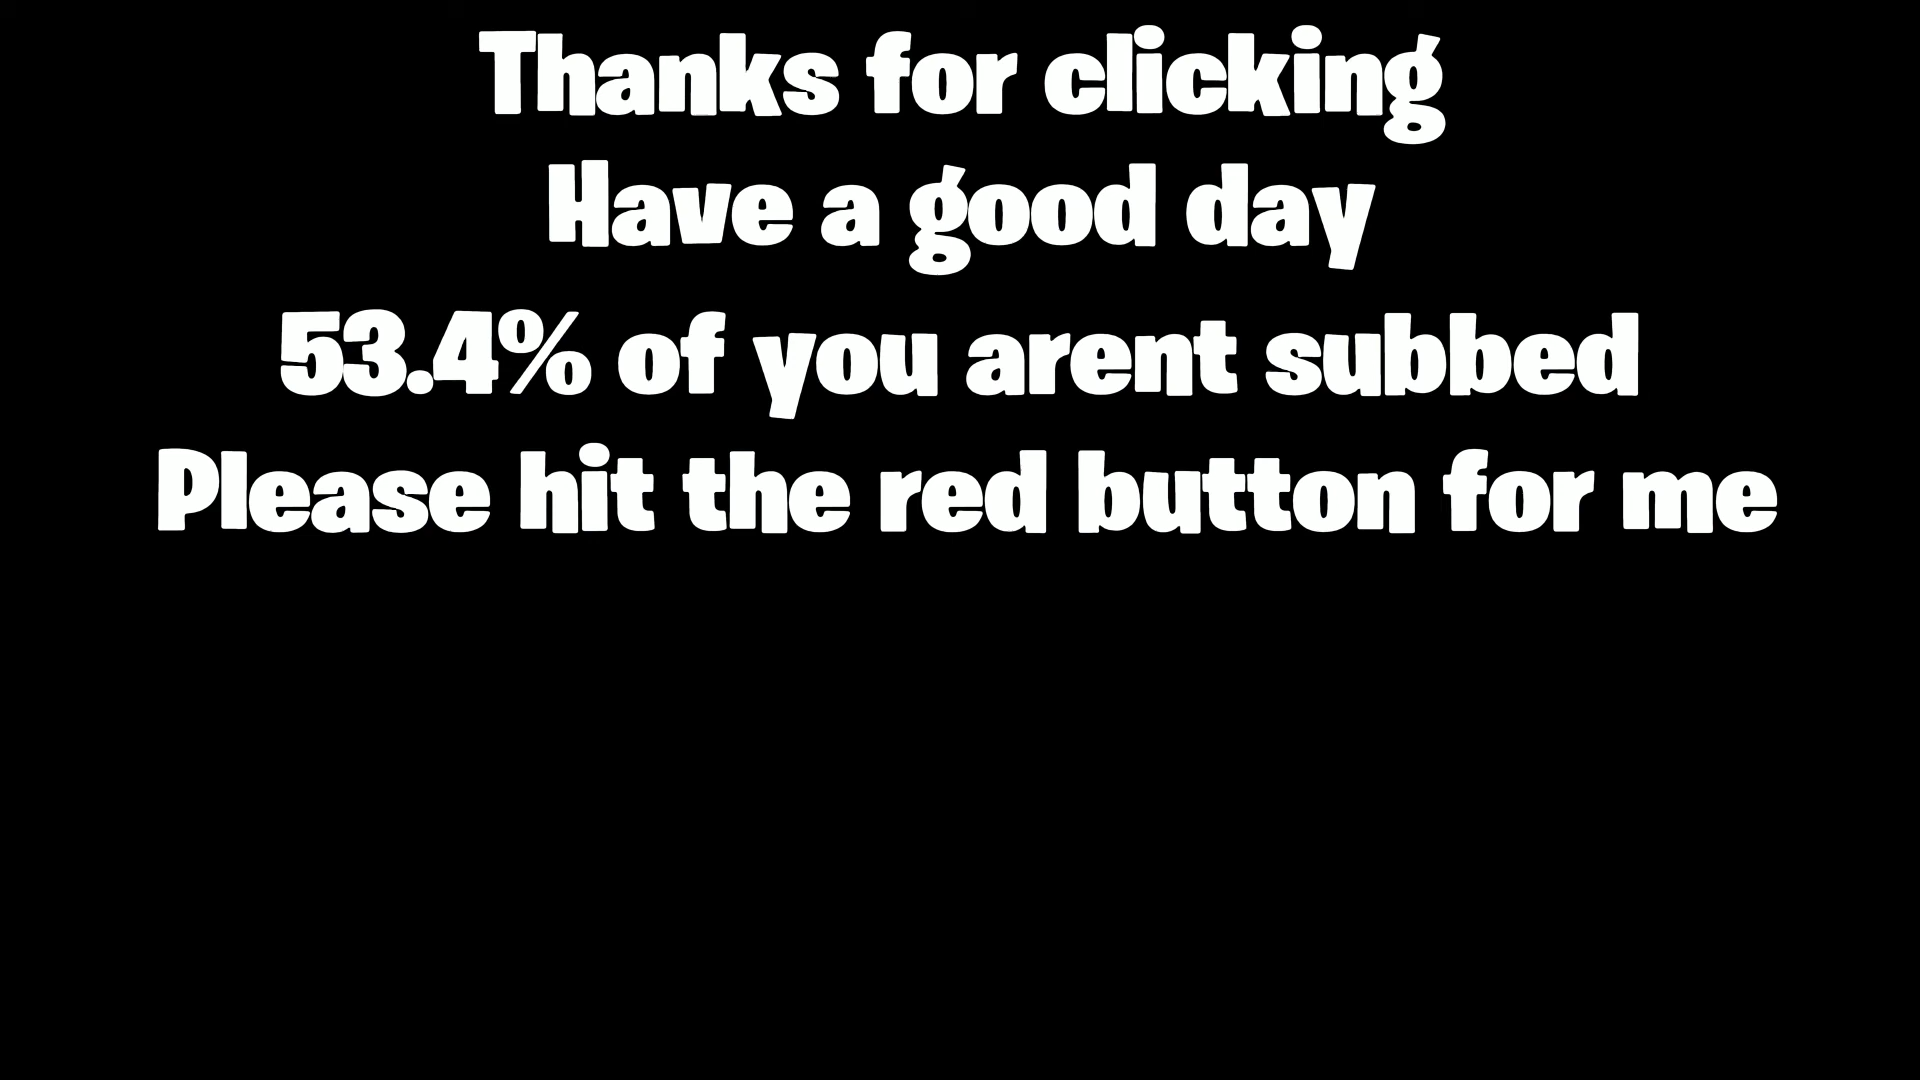 Thanks for clicking
Have a good day
53.4% of you arent subbed
Please hit the red button for me